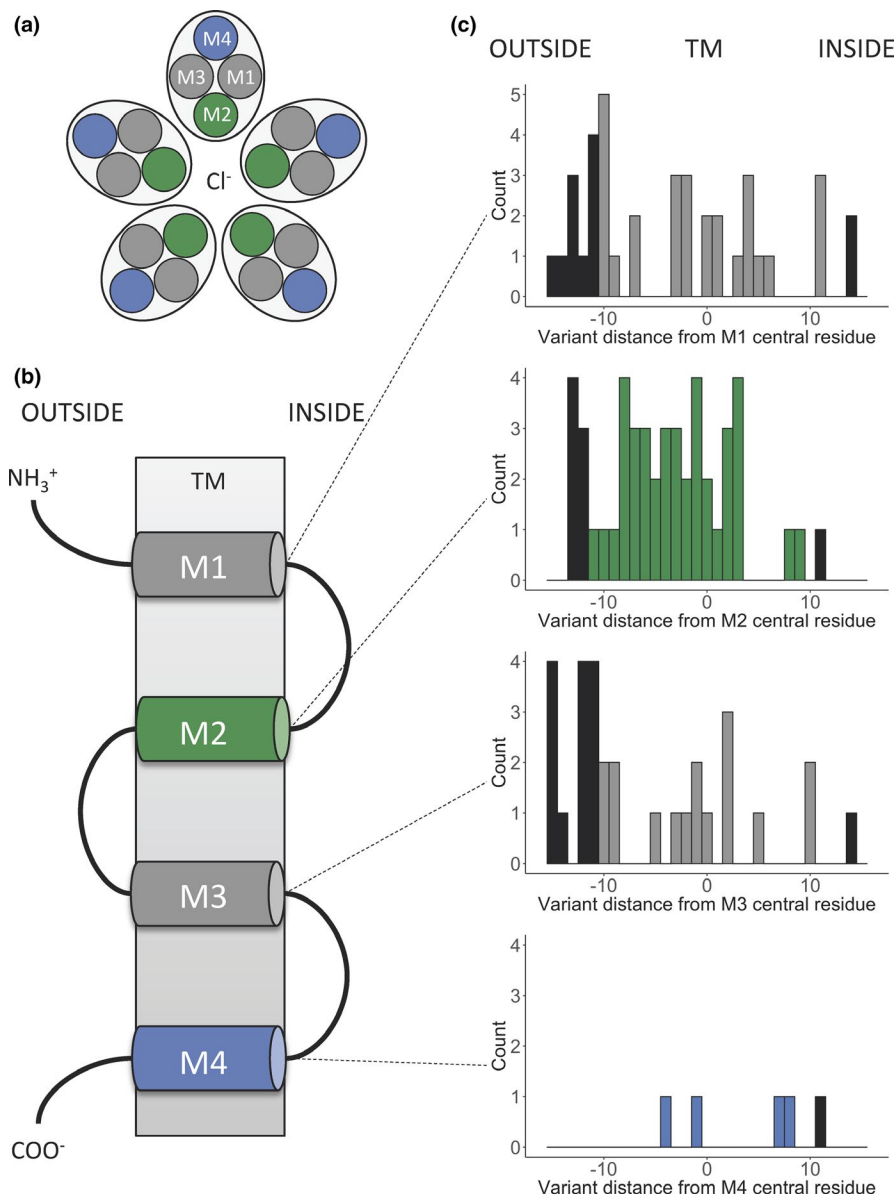 (a)
M4
M3 M1
M2
Cl⁻
(b)
OUTSIDE INSIDE
NH₃⁺
TM
M1
M2
M3
M4
COO⁻
(c)
OUTSIDE TM INSIDE
5
4
3
2
1
0
Count
-10 0 10
Variant distance from M1 central residue
4
3
2
1
0
Count
-10 0 10
Variant distance from M2 central residue
4
3
2
1
0
Count
-10 0 10
Variant distance from M3 central residue
4
3
2
1
0
Count
-10 0 10
Variant distance from M4 central residue